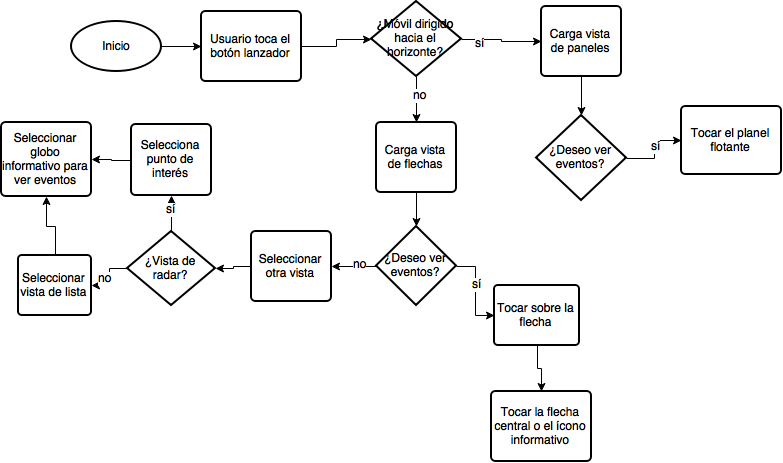 Inicio
Usuario toca el
botón lanzador
¿Móvil dirigido
hacia el
horizonte?
sí
Carga vista
de paneles
no
¿Deseo ver
eventos?
sí
Tocar el planel
flotante
Carga vista
de flechas
Seleccionar
globo
informativo para
ver eventos
Selecciona
punto de
interés
sí
¿Vista de
radar?
no
Seleccionar
vista de lista
Seleccionar
otra vista
no
¿Deseo ver
eventos?
sí
Tocar sobre la
flecha
Tocar la flecha
central o el ícono
informativo